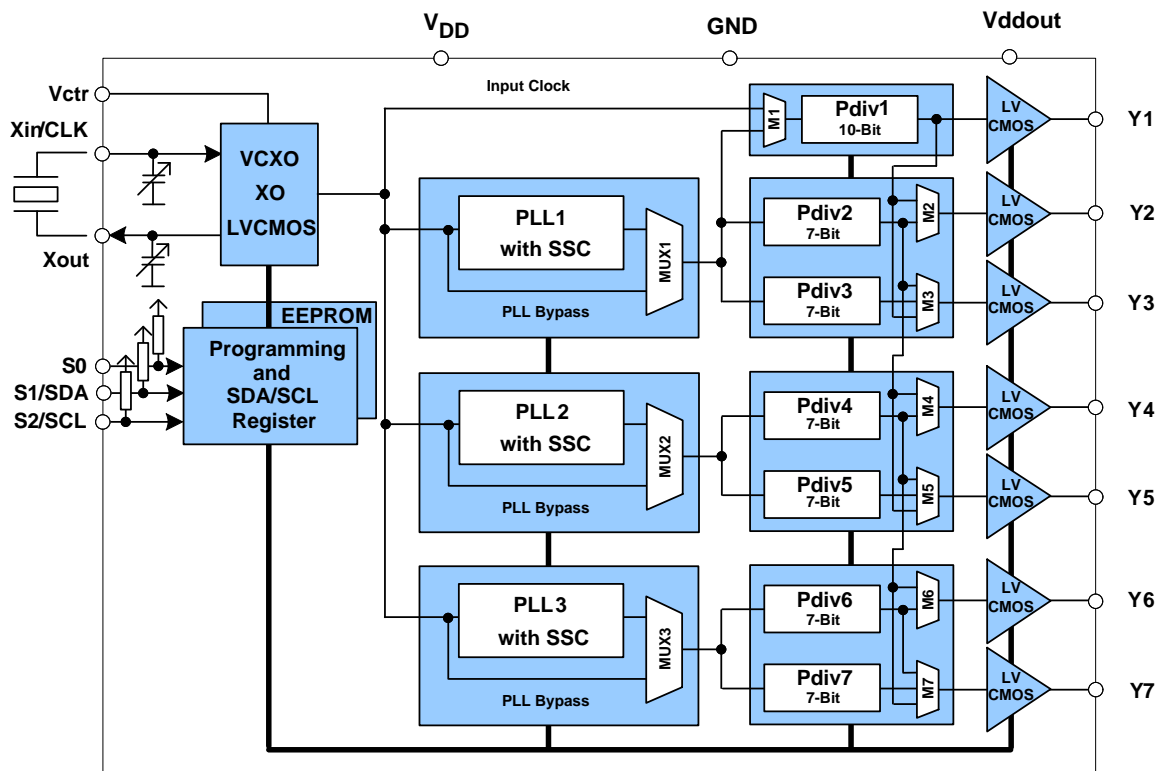 VDD
GND
Vddout
Vctr
Xin/CLK
Xout
S0
S1/SDA
S2/SCL
VCXO
XO
LVCMOS
EEPROM
Programming
and
SDA/SCL
Register
Input Clock
PLL1
with SSC
MUX1
PLL Bypass
PLL2
with SSC
MUX2
PLL Bypass
PLL3
with SSC
MUX3
PLL Bypass
M1
Pdiv1
10-Bit
LV
CMOS
Y1
Pdiv2
7-Bit
M2
LV
CMOS
Y2
Pdiv3
7-Bit
M3
LV
CMOS
Y3
Pdiv4
7-Bit
M4
LV
CMOS
Y4
Pdiv5
7-Bit
M5
LV
CMOS
Y5
Pdiv6
7-Bit
M6
LV
CMOS
Y6
Pdiv7
7-Bit
M7
LV
CMOS
Y7